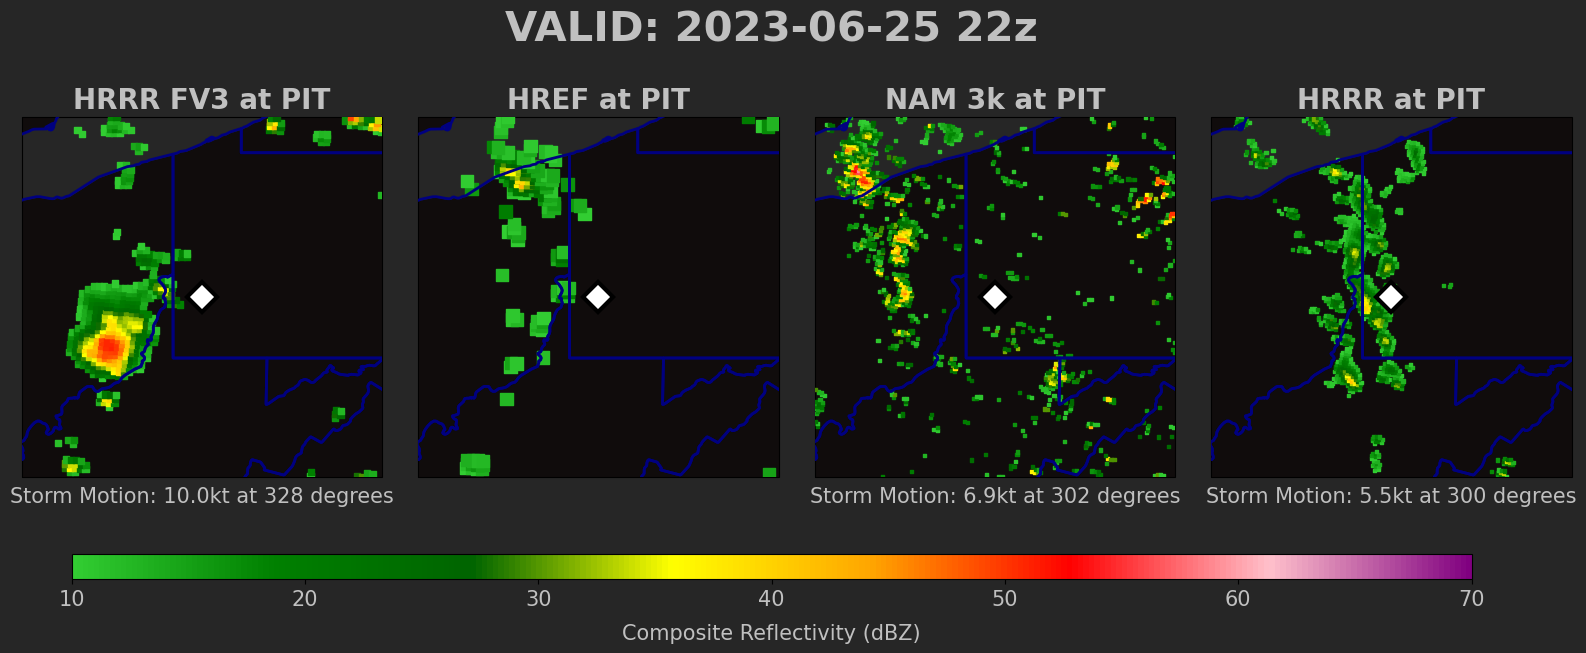 VALID: 2023-06-25 22z
HRRR FV3 at PIT
HREF at PIT
NAM 3k at PIT
HRRR at PIT
Storm Motion: 10.0kt at 328 degrees
Storm Motion: 6.9kt at 302 degrees
Storm Motion: 5.5kt at 300 degrees
10 20 30 40 50 60 70
Composite Reflectivity (dBZ)